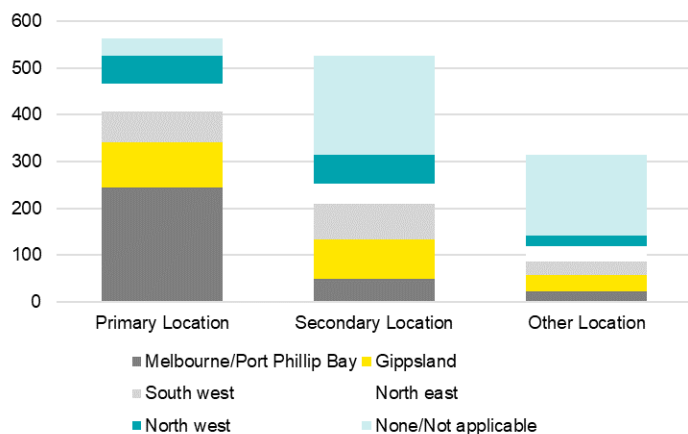 600
500
400
300
200
100
0
Primary Location Secondary Location Other Location
Melbourne/Port Phillip Bay Gippsland
South west North east
North west None/Not applicable